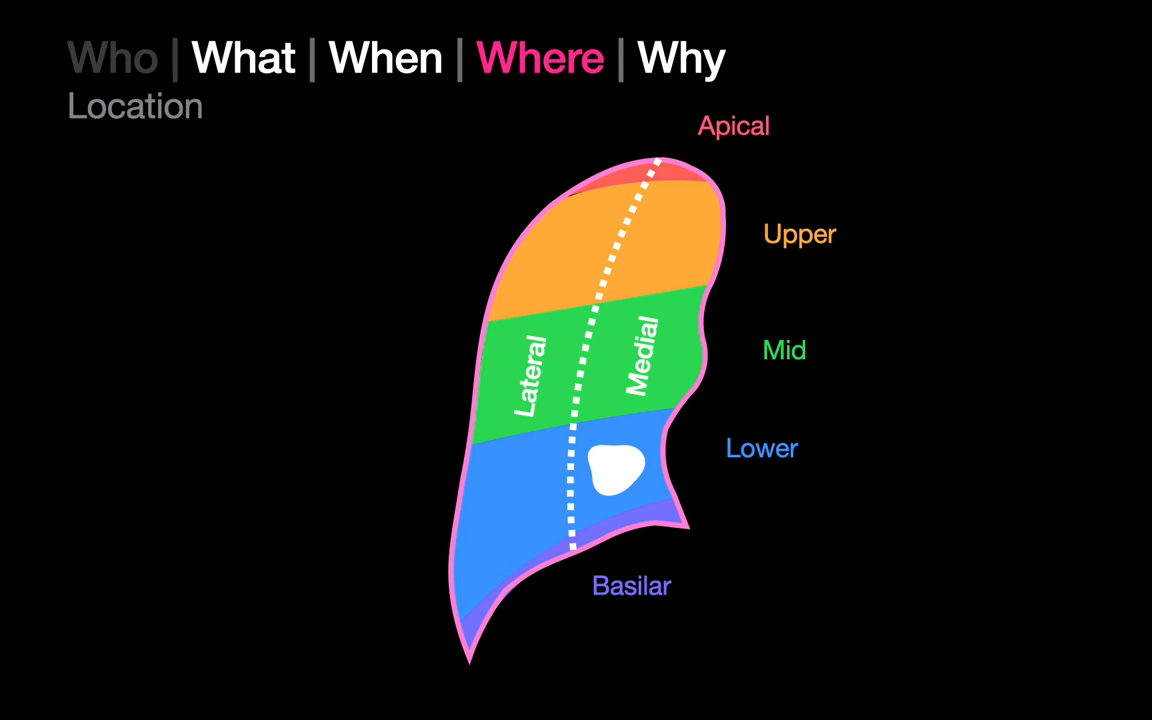 Who | What | When | Where | Why
Location
Apical
Upper
Lateral
Medial
Mid
Lower
Basilar